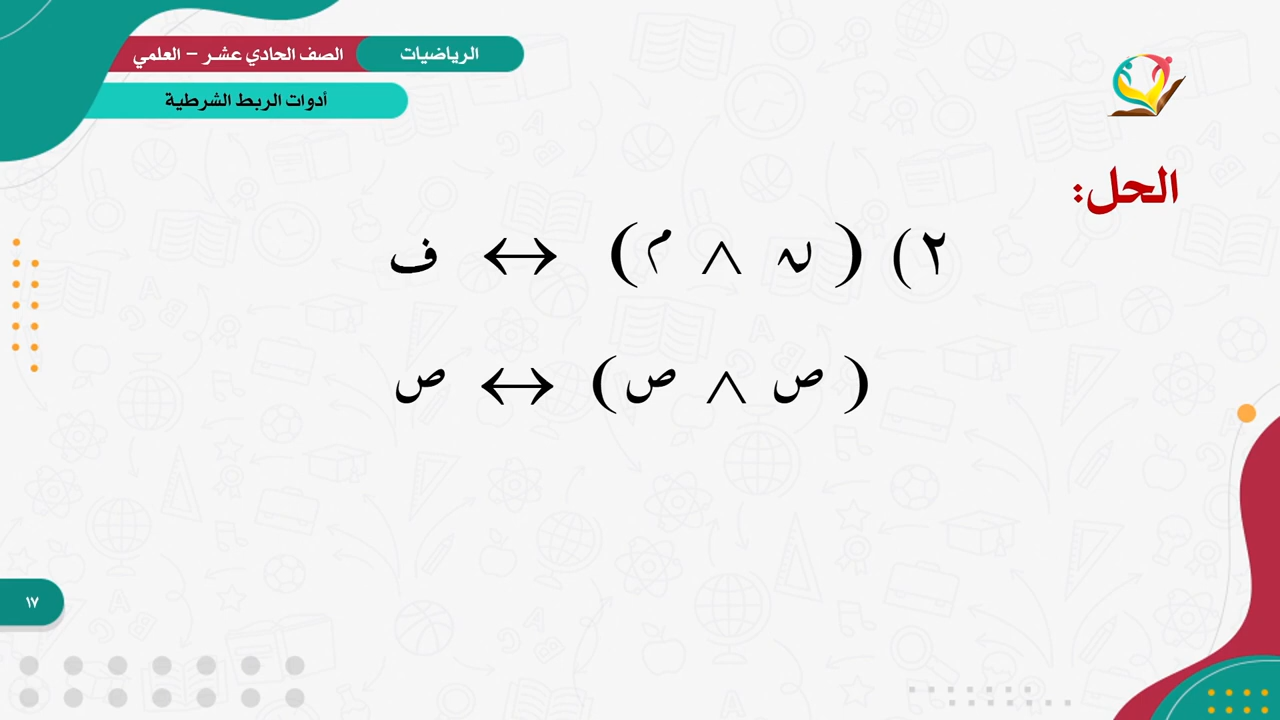 الرياضيات
الصف الحادي عشر – العلمي
أدوات الربط الشرطية
الحل:
٢) ( ن ∧ م ) ↔ ف
( ص ∧ ص ) ↔ ص
١٧